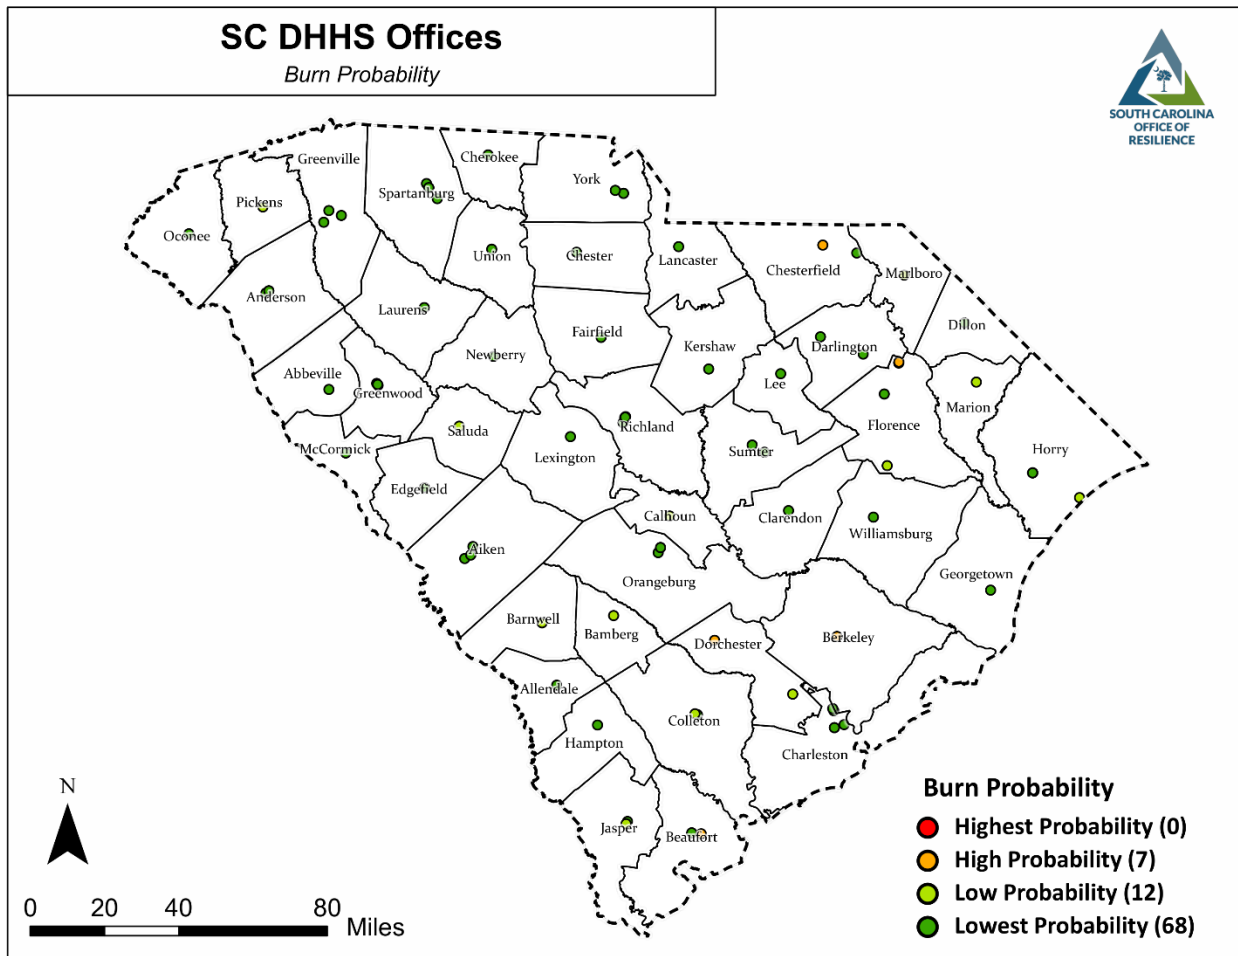 SC DHHS Offices
Burn Probability
SOUTH CAROLINA
OFFICE OF
RESILIENCE
Cherokee
Greenville
York
Spartanburg
Pickens
Oconee
Union
Chester
Lancaster
Chesterfield
Marlboro
Anderson
Laurens
Fairfield
Dillon
Newberry
Kershaw
Darlington
Abbeville
Greenwood
Lee
Marion
Saluda
Richland
Florence
McCormick
Lexington
Sumter
Horry
Edgefield
Calhoun
Clarendon
Williamsburg
Aiken
Orangeburg
Georgetown
Barnwell
Bamberg
Dorchester
Berkeley
Allendale
Colleton
Hampton
Charleston
Jasper
Beaufort
N
0 20 40 80 Miles
Burn Probability
Highest Probability (0)
High Probability (7)
Low Probability (12)
Lowest Probability (68)